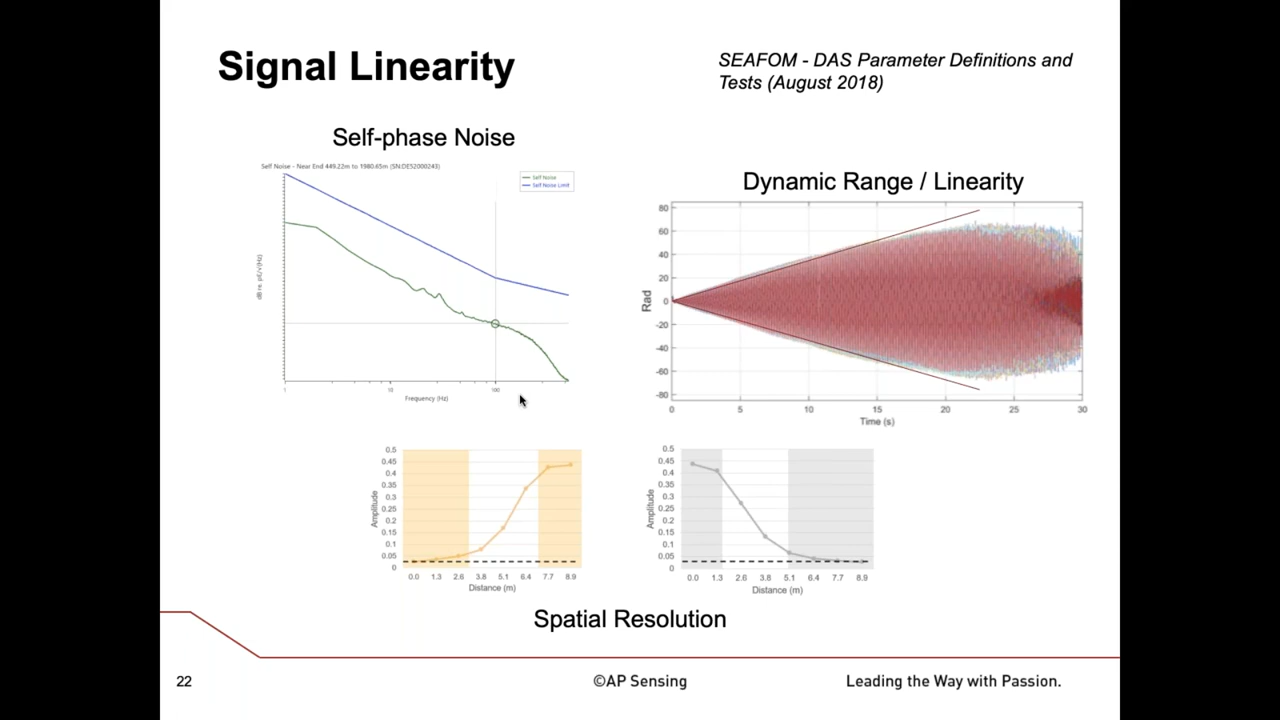 Signal Linearity
SEAFOM - DAS Parameter Definitions and
Tests (August 2018)
Self-phase Noise
Self Noise - Near End 449.22m to 1980.65m (SN:DES2000243)
Self Noise
Self Noise Limit
dB re. pε/√(Hz)
1
10
100
Frequency (Hz)
Dynamic Range / Linearity
80
60
40
20
0
-20
-40
-60
-80
Rad
0 5 10 15 20 25 30
Time (s)
0.5
0.45
0.4
0.35
0.3
0.25
0.2
0.15
0.1
0.05
0
Amplitude
0.0 1.3 2.6 3.8 5.1 6.4 7.7 8.9
Distance (m)
0.5
0.45
0.4
0.35
0.3
0.25
0.2
0.15
0.1
0.05
0
Amplitude
0.0 1.3 2.6 3.8 5.1 6.4 7.7 8.9
Distance (m)
Spatial Resolution
22
©AP Sensing
Leading the Way with Passion.